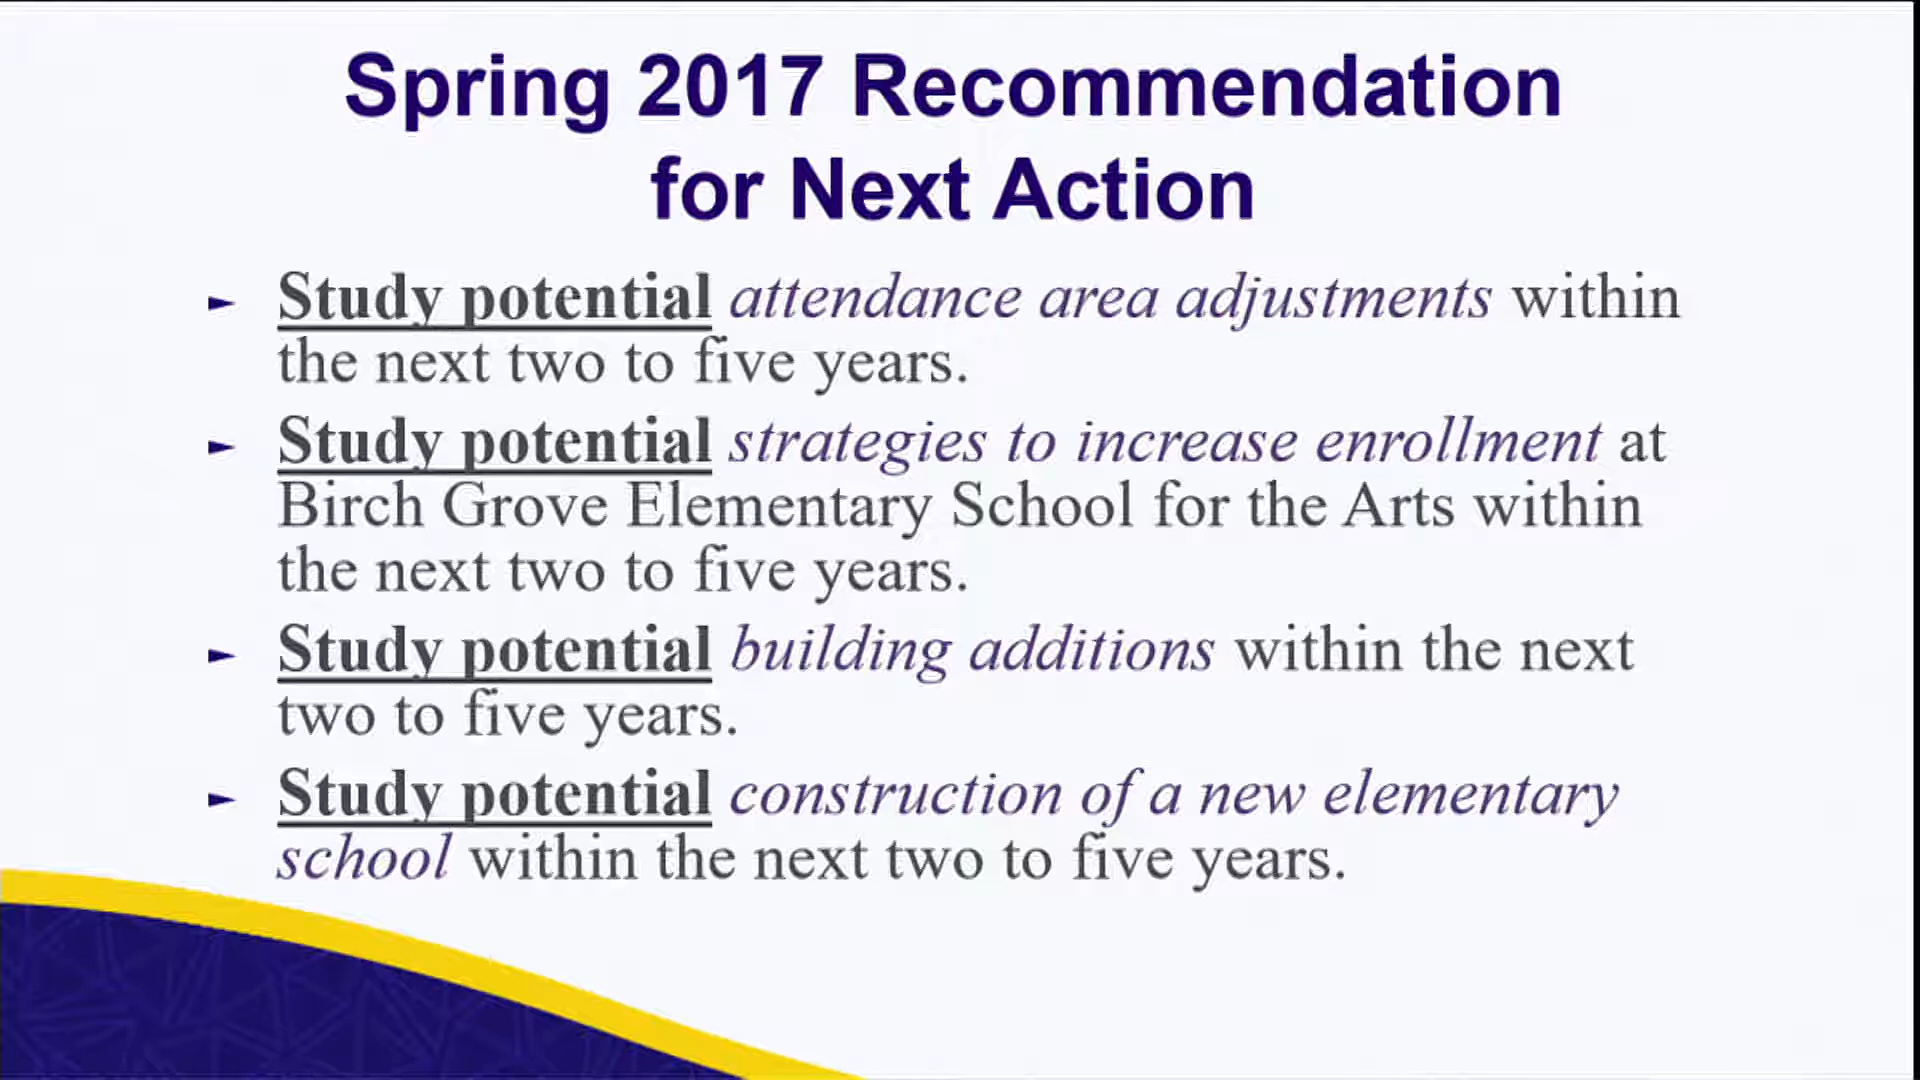 Spring 2017 Recommendation
for Next Action
► Study potential attendance area adjustments within
the next two to five years.
► Study potential strategies to increase enrollment at
Birch Grove Elementary School for the Arts within
the next two to five years.
► Study potential building additions within the next
two to five years.
► Study potential construction of a new elementary
school within the next two to five years.